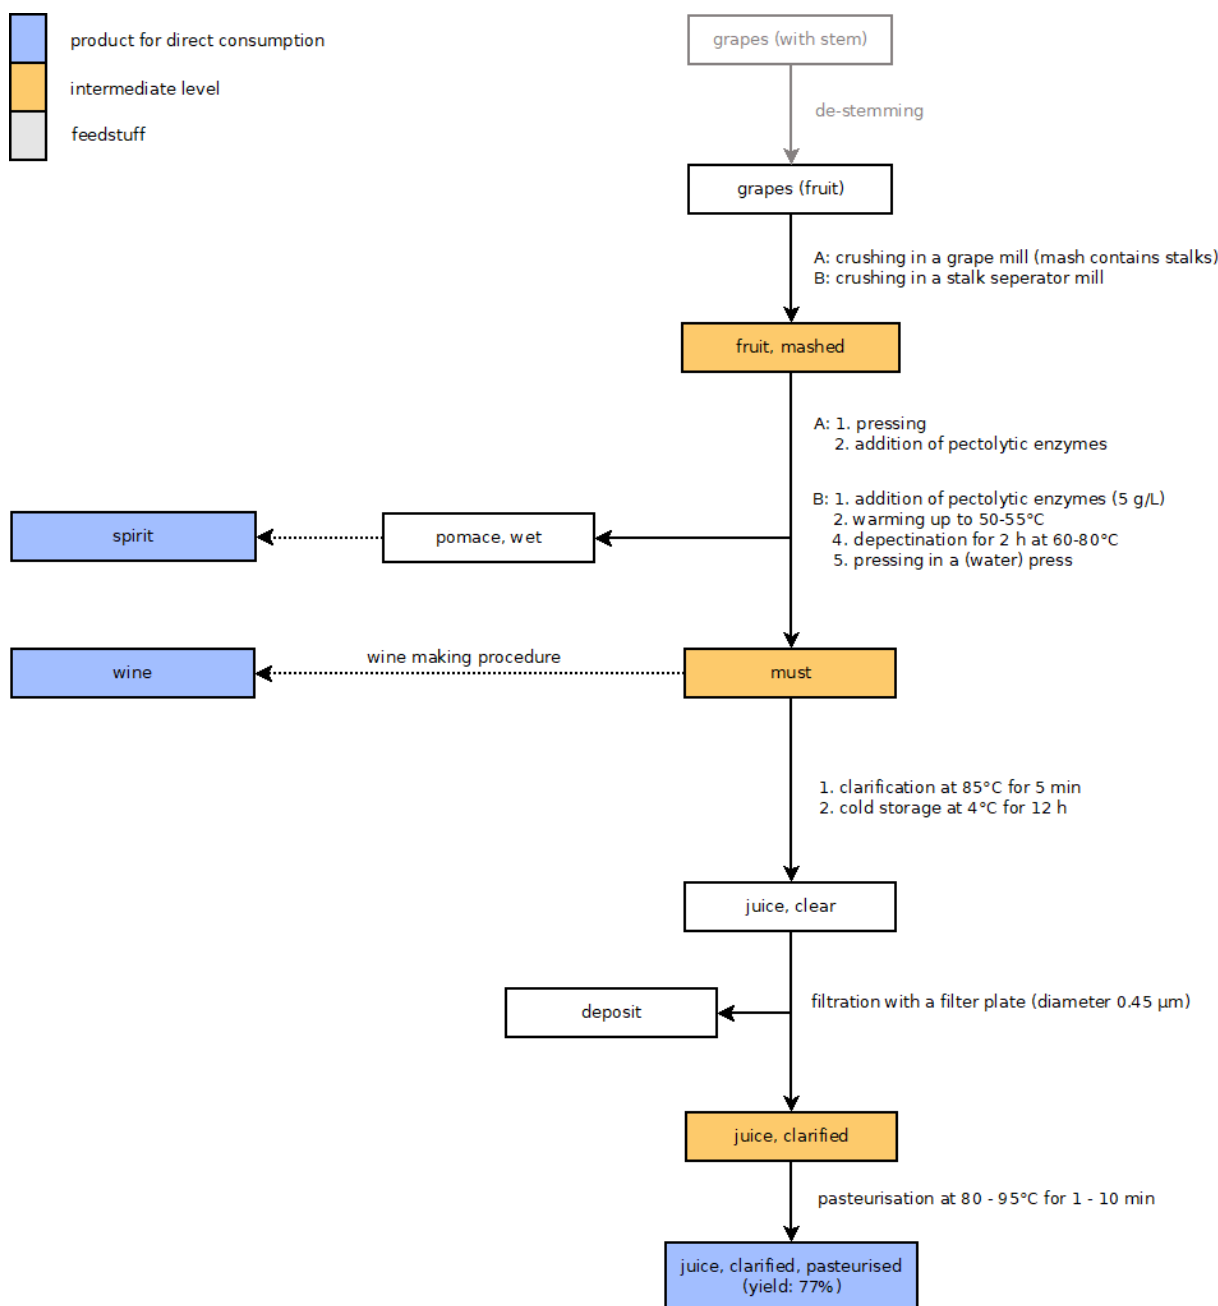 product for direct consumption
intermediate level
feedstuff
grapes (with stem)
de-stemming
grapes (fruit)
A: crushing in a grape mill (mash contains stalks)
B: crushing in a stalk seperator mill
fruit, mashed
A: 1. pressing
2. addition of pectolytic enzymes
B: 1. addition of pectolytic enzymes (5 g/L)
2. warming up to 50-55°C
4. depectination for 2 h at 60-80°C
5. pressing in a (water) press
spirit
pomace, wet
wine
wine making procedure
must
1. clarification at 85°C for 5 min
2. cold storage at 4°C for 12 h
juice, clear
filtration with a filter plate (diameter 0.45 µm)
deposit
juice, clarified
pasteurisation at 80 - 95°C for 1 - 10 min
juice, clarified, pasteurised
(yield: 77%)